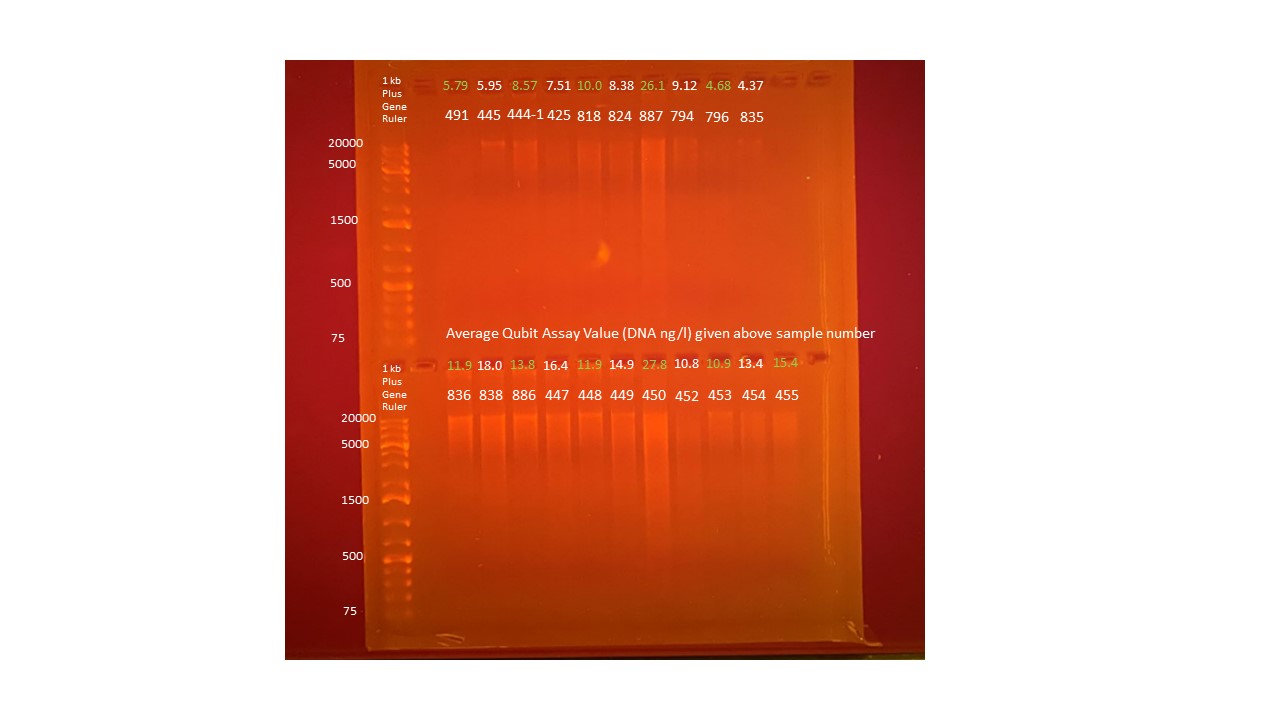 1 kb
Plus
Gene
Ruler
5.79 5.95 8.57 7.51 10.0 8.38 26.1 9.12 4.68 4.37
491 445 444-1 425 818 824 887 794 796 835
20000
5000
1500
500
75
Average Qubit Assay Value (DNA ng/l) given above sample number
1 kb
Plus
Gene
Ruler
11.9 18.0 13.8 16.4 11.9 14.9 27.8 10.8 10.9 13.4 15.4
836 838 886 447 448 449 450 452 453 454 455
20000
5000
1500
500
75